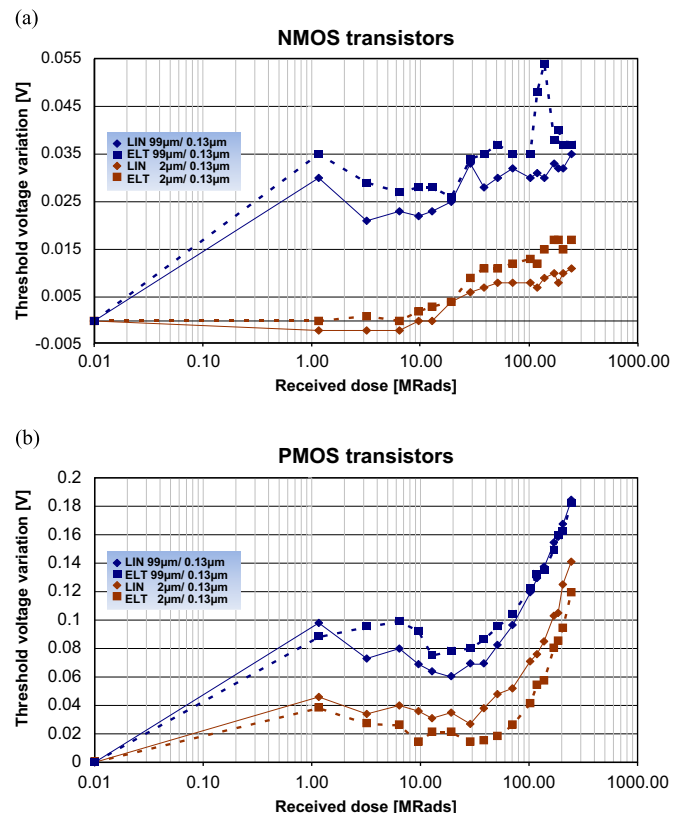 (a)
NMOS transistors
Threshold voltage variation [V]
0.055
0.045
0.035
0.025
0.015
0.005
-0.005
LIN 99µm/ 0.13µm
ELT 99µm/ 0.13µm
LIN 2µm/ 0.13µm
ELT 2µm/ 0.13µm
0.01 0.10 1.00 10.00 100.00 1000.00
Received dose [MRads]
(b)
PMOS transistors
Threshold voltage variation [V]
0.2
0.18
0.16
0.14
0.12
0.1
0.08
0.06
0.04
0.02
0
LIN 99µm/ 0.13µm
ELT 99µm/ 0.13µm
LIN 2µm/ 0.13µm
ELT 2µm/ 0.13µm
0.01 0.10 1.00 10.00 100.00 1000.00
Received dose [MRads]